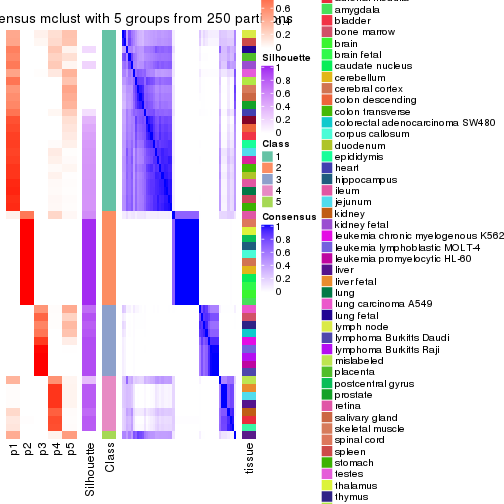 ensus mclust with 5 groups from 250 part
0.6
0.2
0
Silhouette
1
0.8
0.6
0.4
0.2
0
Class
1
2
3
4
5
Consensus
1
0.8
0.6
0.4
0.2
0
p1
p2
p3
p4
p5
Silhouette
Class
tissue
amygdala
bladder
bone marrow
brain
brain fetal
caudate nucleus
cerebellum
cerebral cortex
colon descending
colon transverse
colorectal adenocarcinoma SW480
corpus callosum
duodenum
epididymis
heart
hippocampus
ileum
jejunum
kidney
kidney fetal
leukemia chronic myelogenous K562
leukemia lymphoblastic MOLT-4
leukemia promyelocytic HL-60
liver
liver fetal
lung
lung carcinoma A549
lung fetal
lymph node
lymphoma Burkitts Daudi
lymphoma Burkitts Raji
mislabeled
placenta
postcentral gyrus
prostate
retina
salivary gland
skeletal muscle
spinal cord
spleen
stomach
testes
thalamus
thymus